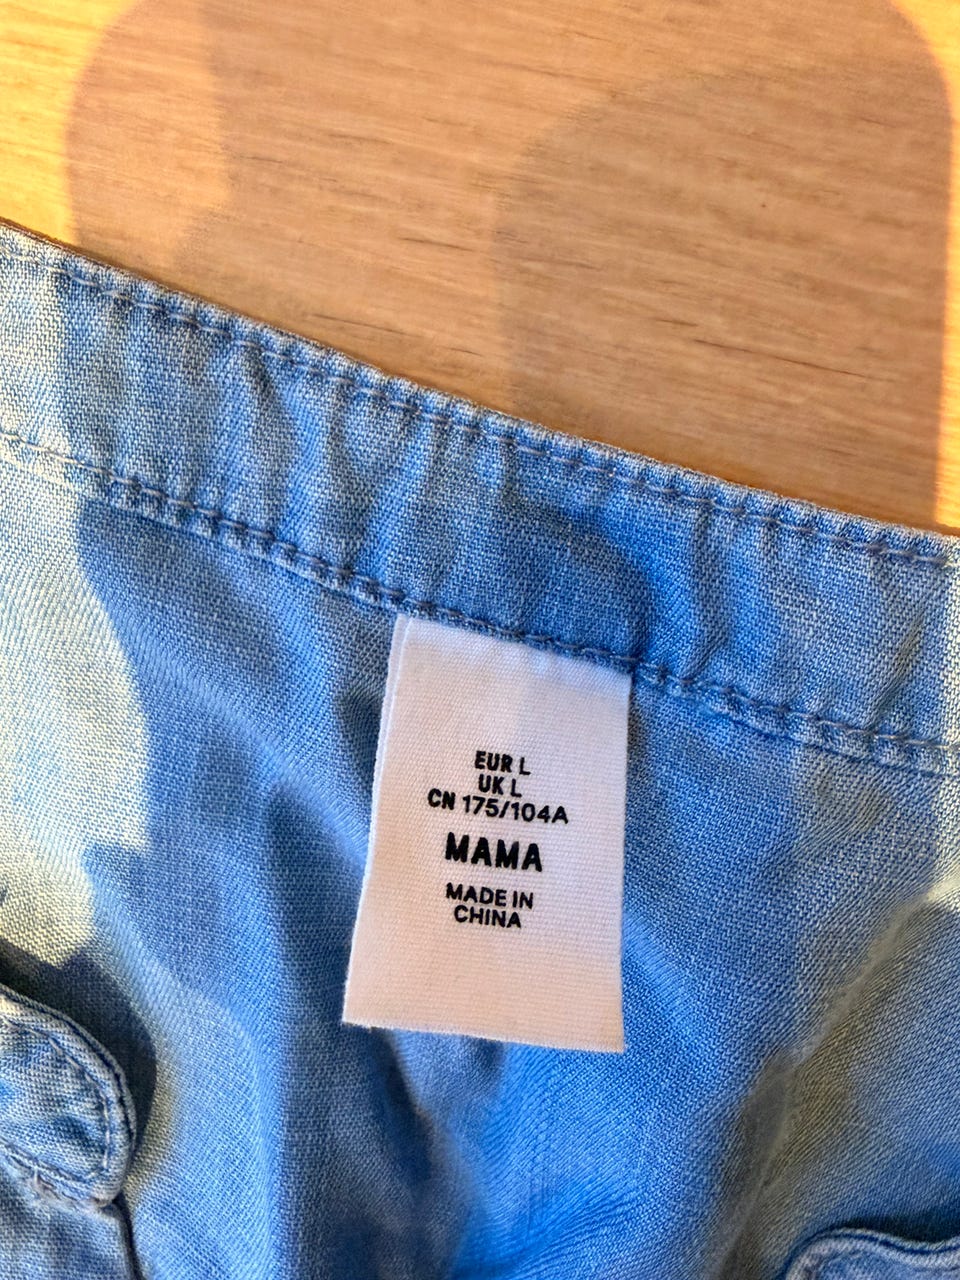 EUR L
UK L
CN 175/104A
MAMA
MADE IN
CHINA